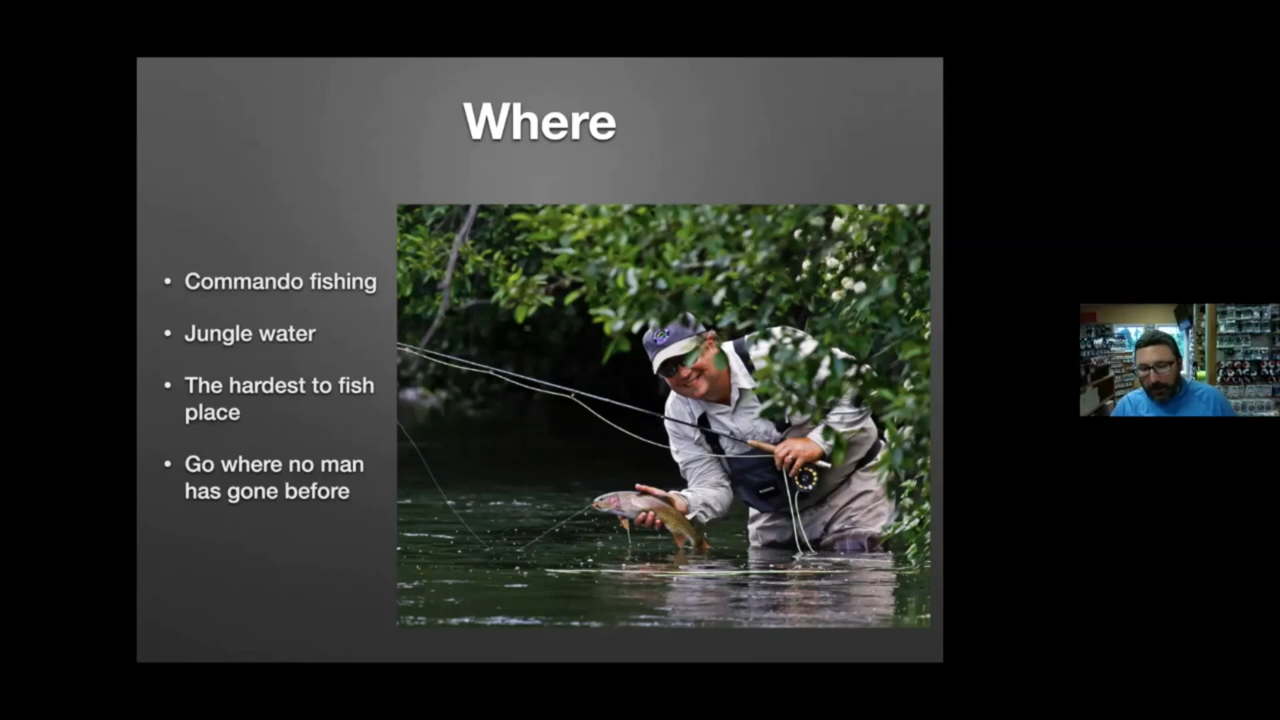 Where
• Commando fishing
• Jungle water
• The hardest to fish
place
• Go where no man
has gone before